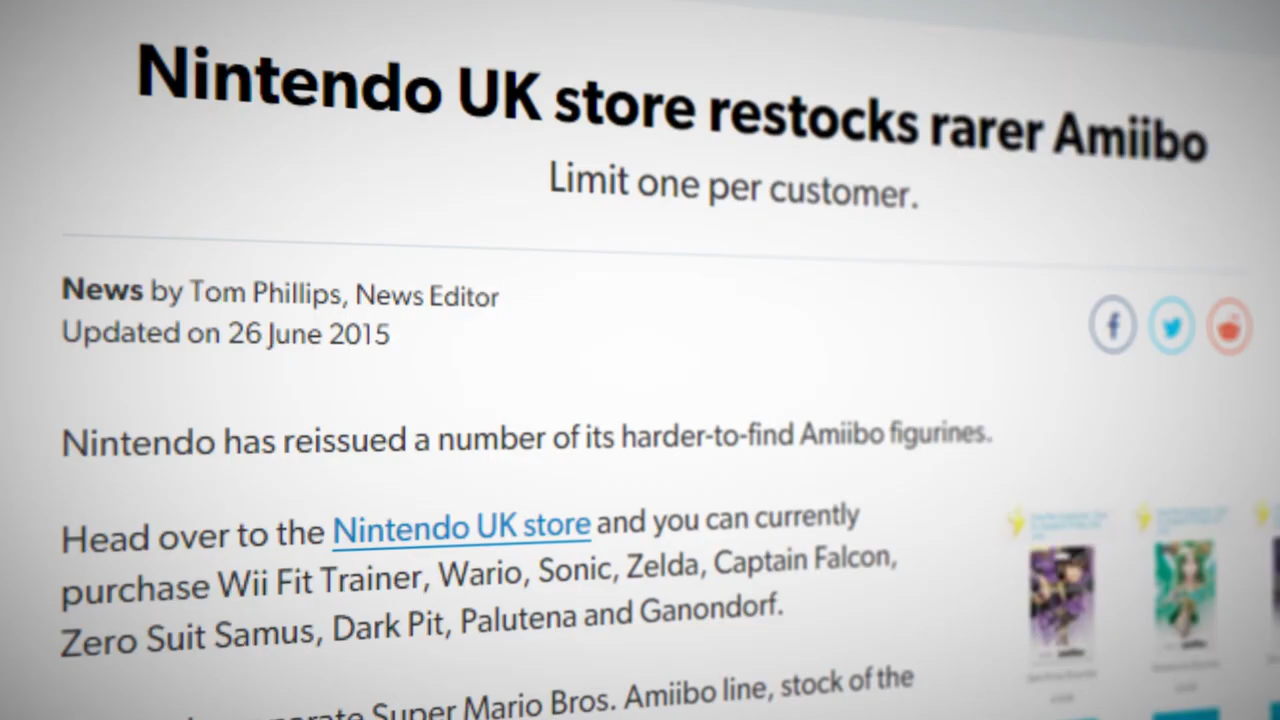 Nintendo UK store restocks rarer Amiibo
Limit one per customer.
News by Tom Phillips, News Editor
Updated on 26 June 2015
Nintendo has reissued a number of its harder-to-find Amiibo figurines.
Head over to the Nintendo UK store and you can currently
purchase Wii Fit Trainer, Wario, Sonic, Zelda, Captain Falcon,
Zero Suit Samus, Dark Pit, Palutena and Ganondorf.
Super Mario Bros. Amiibo line, stock of the